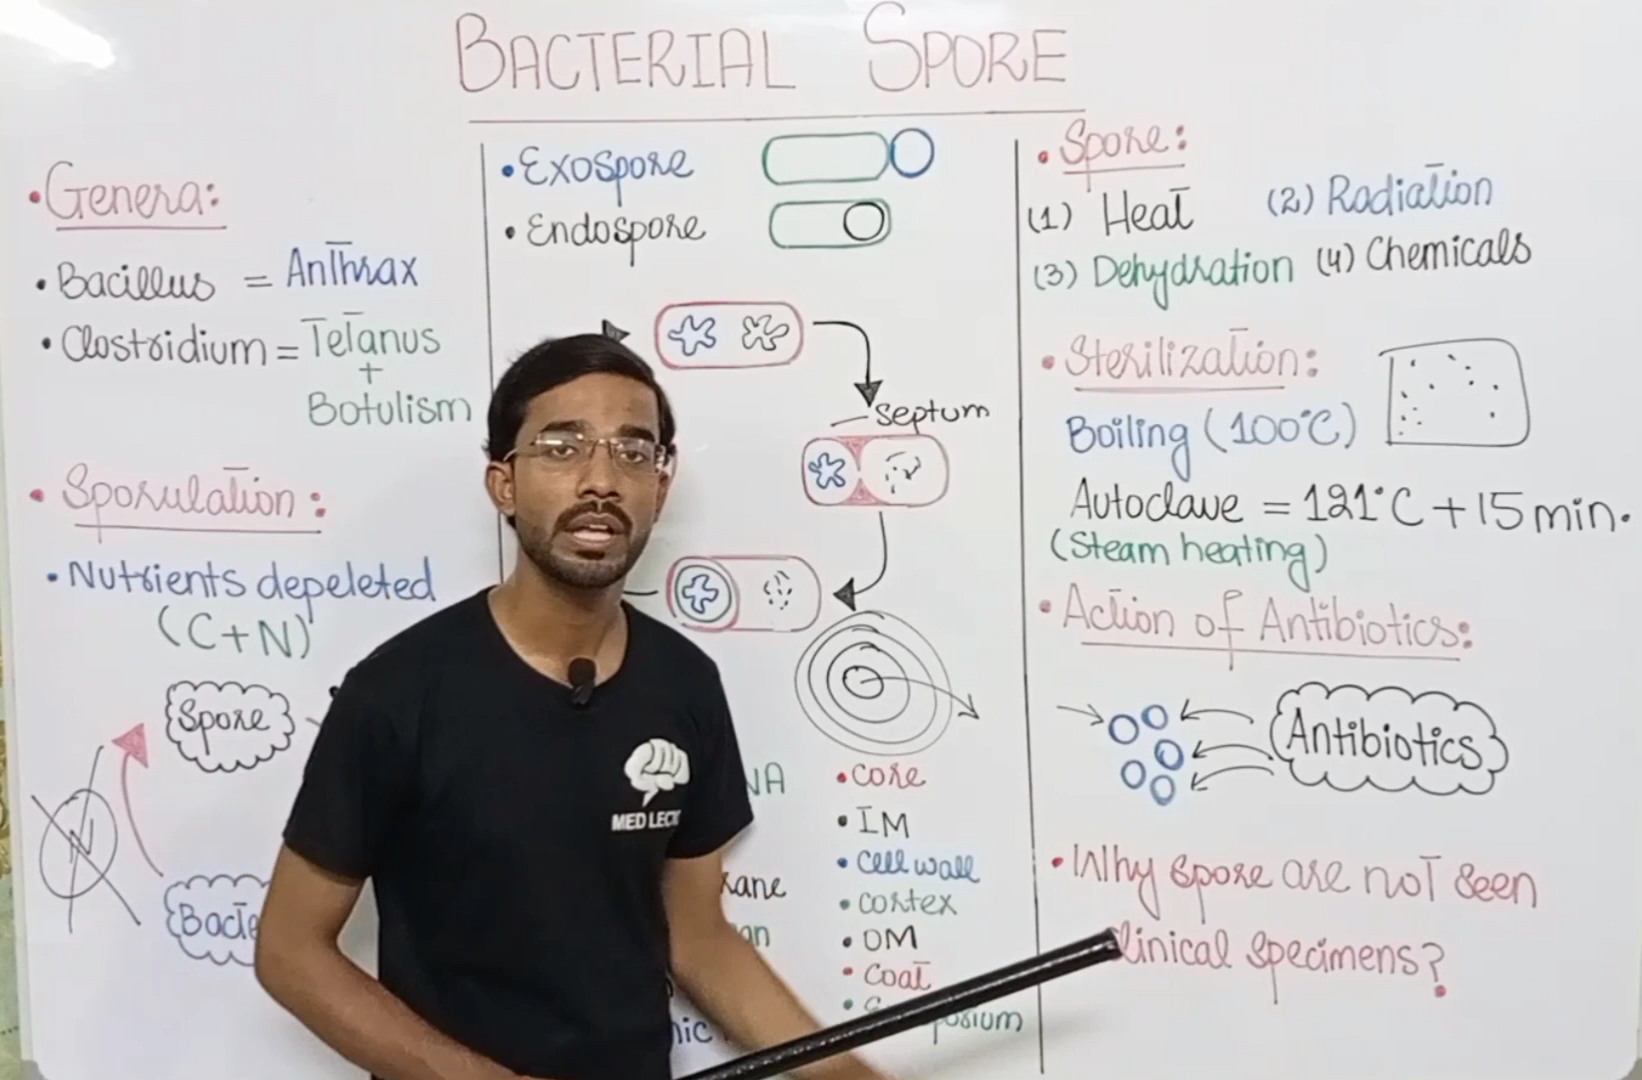 BACTERIAL SPORE
• Genera:
• Bacillus = Anthrax
• Clostridium = Tetanus
+
Botulism
• Sporulation:
• Nutrients depeleted
(C+N)
Spore
N
• Exospore
• Endospore
Septum
• Core
• IM
• Cell wall
• Cortex
• OM
• Coat
• Spore:
(1) Heat (2) Radiation
(3) Dehydration (4) Chemicals
• Sterilization:
Boiling (100°C)
Autoclave = 121°C + 15 min.
(Steam heating)
• Action of Antibiotics:
Antibiotics
• Why spore are not seen
clinical specimens?
MED LECT